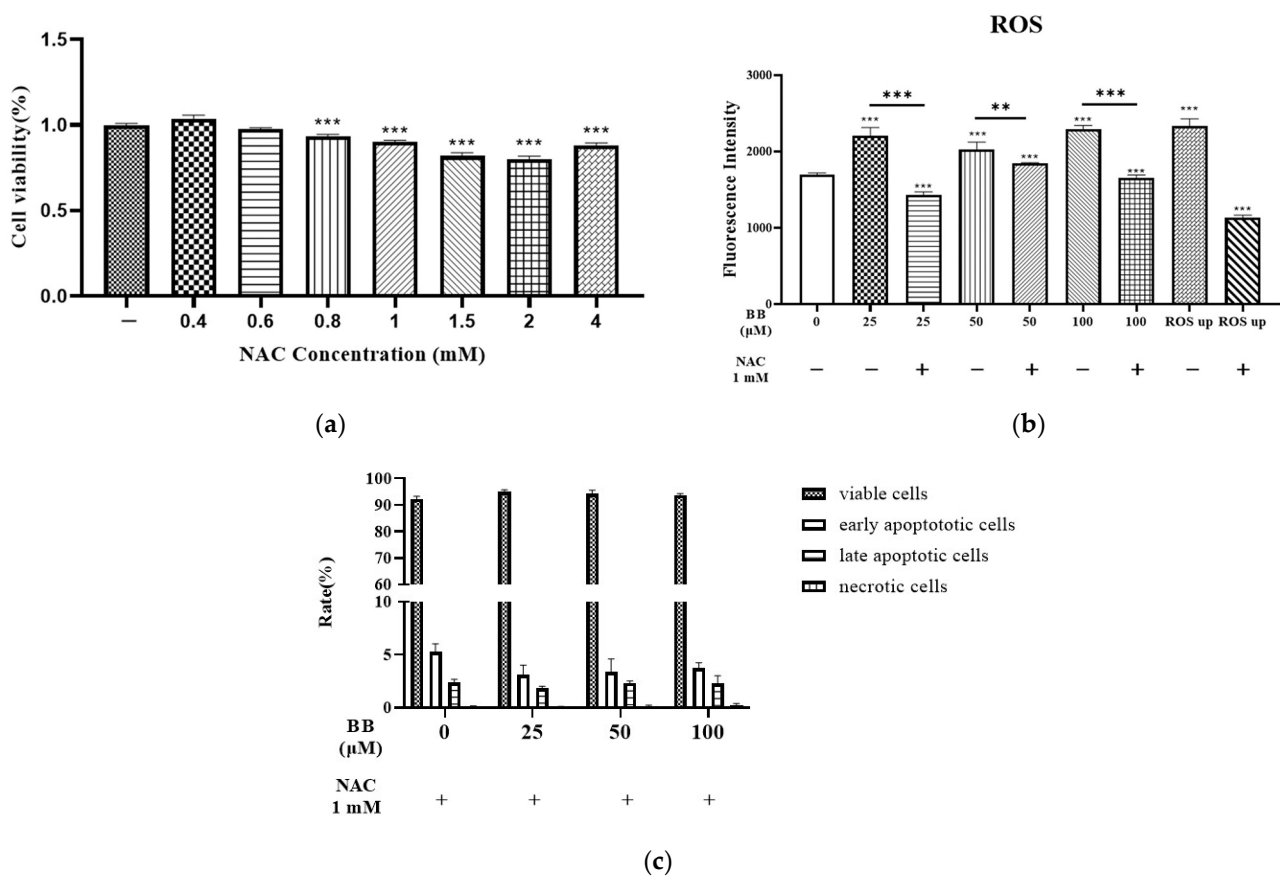 ROS
1.5
1.0
0.5
0.0
Cell viability(%)
***
***
***
***
***
– 0.4 0.6 0.8 1 1.5 2 4
NAC Concentration (mM)
(a)
3000
2000
1000
0
Fluorescence Intensity
*** ** ***
*** *** *** *** *** *** *** ***
BB
(μM)
0 25 25 50 50 100 100 ROS up ROS up
NAC
1 mM
– – + – + – + – +
(b)
100
90
80
70
60
10
5
0
Rate(%)
BB
(μM)
0 25 50 100
NAC
1 mM
+ + + +
viable cells
early apoptototic cells
late apoptotic cells
necrotic cells
(c)